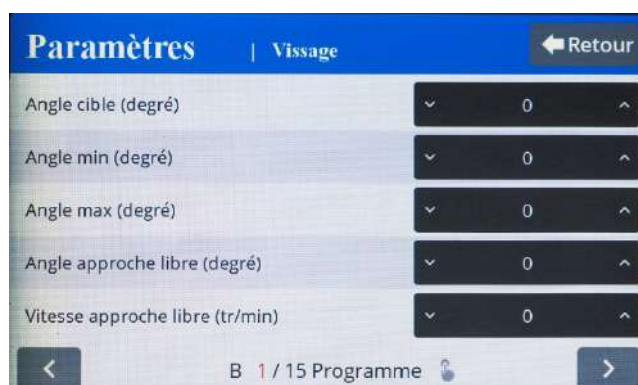 Paramètres | Vissage Retour
Angle cible (degré) 0
Angle min (degré) 0
Angle max (degré) 0
Angle approche libre (degré) 0
Vitesse approche libre (tr/min) 0
B 1 / 15 Programme